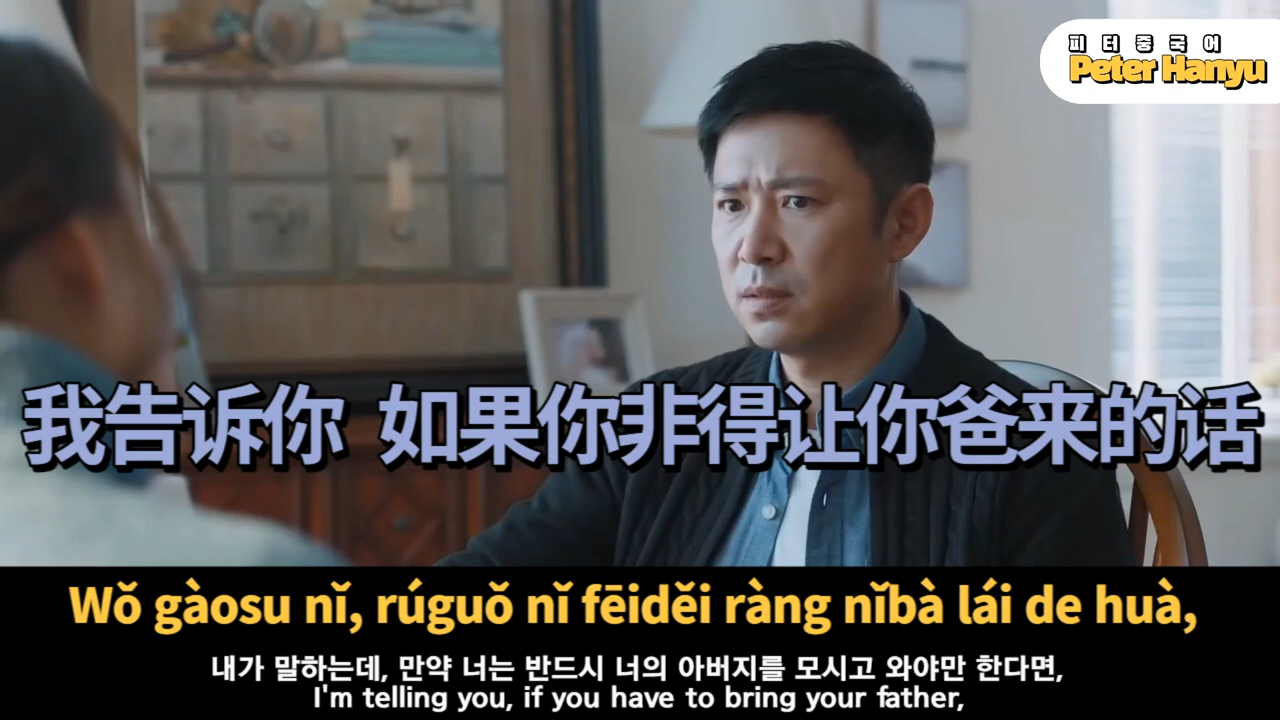 피터중국어
Peter Hanyu
我告诉你 如果你非得让你爸来的话
Wǒ gàosu nǐ, rúguǒ nǐ fēiděi ràng nǐbà lái de huà,
내가 말하는데, 만약 너는 반드시 너의 아버지를 모시고 와야만 한다면,
I'm telling you, if you have to bring your father,